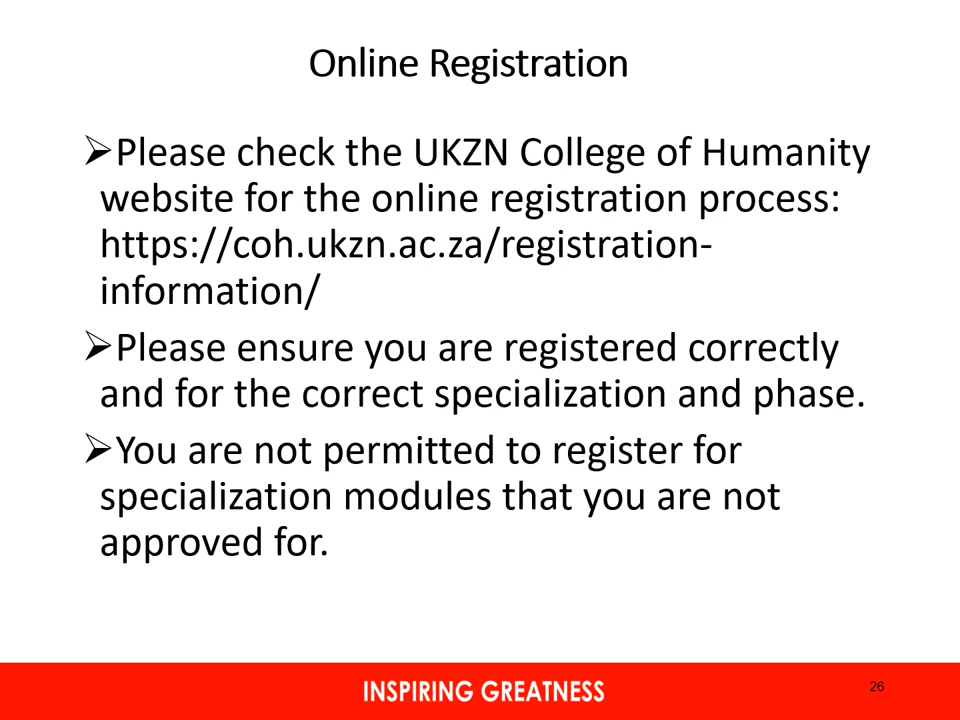 Online Registration
➢Please check the UKZN College of Humanity
website for the online registration process:
https://coh.ukzn.ac.za/registration-
information/
➢Please ensure you are registered correctly
and for the correct specialization and phase.
➢You are not permitted to register for
specialization modules that you are not
approved for.
INSPIRING GREATNESS
26